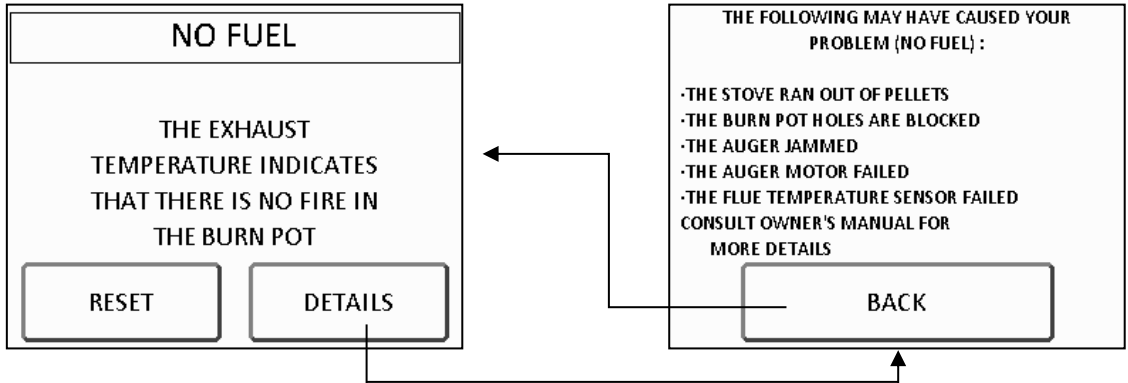 NO FUEL
THE EXHAUST
TEMPERATURE INDICATES
THAT THERE IS NO FIRE IN
THE BURN POT
RESET
DETAILS
THE FOLLOWING MAY HAVE CAUSED YOUR
PROBLEM (NO FUEL) :
·THE STOVE RAN OUT OF PELLETS
·THE BURN POT HOLES ARE BLOCKED
·THE AUGER JAMMED
·THE AUGER MOTOR FAILED
·THE FLUE TEMPERATURE SENSOR FAILED
CONSULT OWNER'S MANUAL FOR
MORE DETAILS
BACK